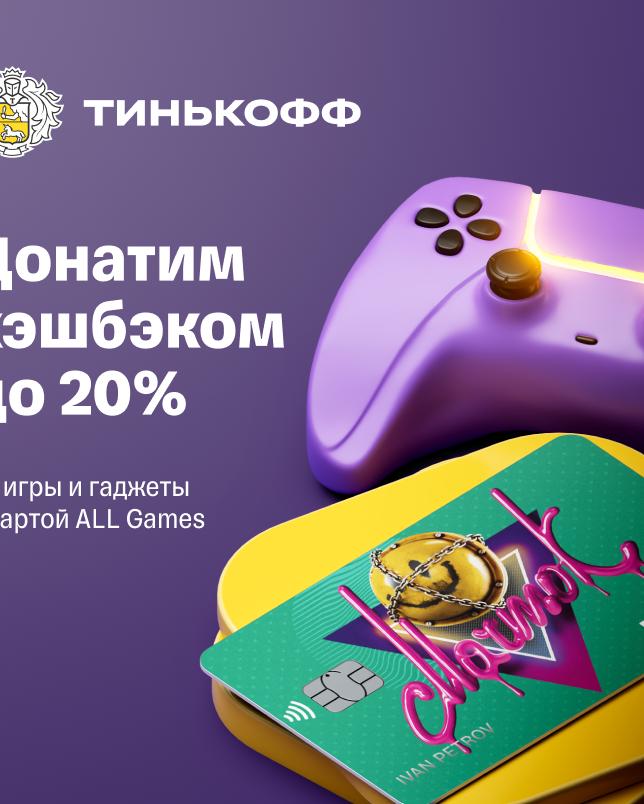 ТИНЬКОФФ
Донатим
кэшбэком
до 20%
игры и гаджеты
картой ALL Games
IVAN PETROV